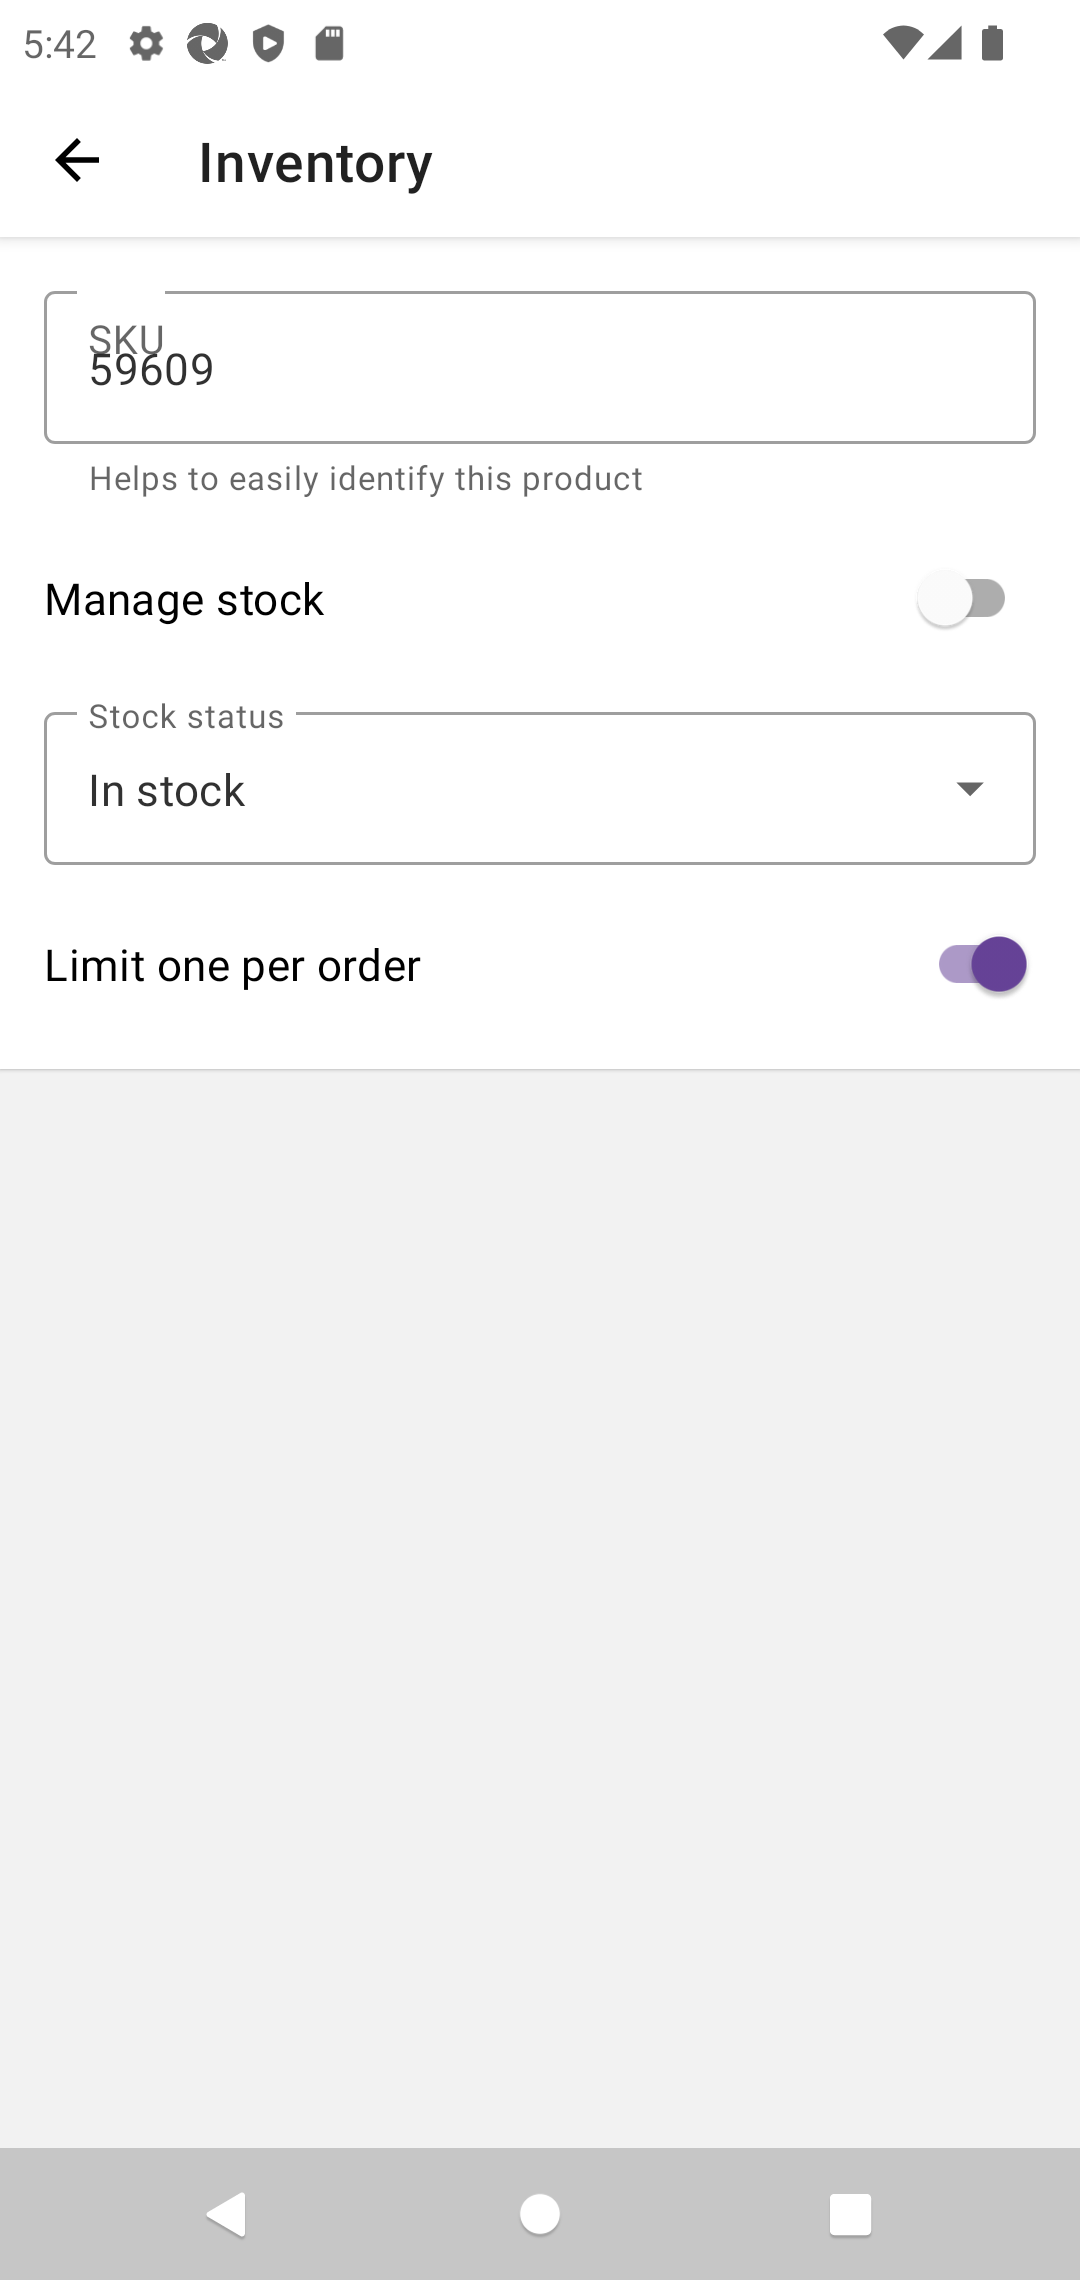 5:42
Inventory
SKU
59609
Helps to easily identify this product
Manage stock
Stock status
In stock
Limit one per order